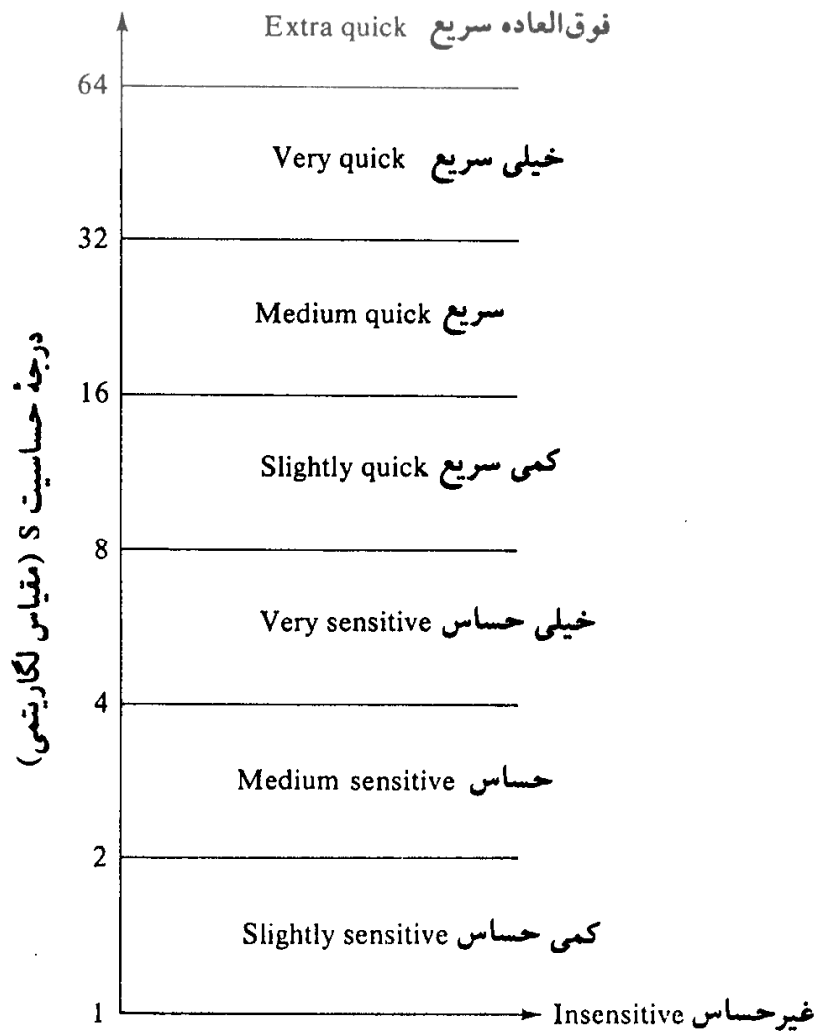 Extra quick فوق‌العاده سریع
64
Very quick خیلی سریع
32
Medium quick سریع
16
Slightly quick کمی سریع
8
Very sensitive خیلی حساس
4
Medium sensitive حساس
2
Slightly sensitive کمی حساس
1
Insensitive غیرحساس
درجهٔ حساسیت S (مقیاس لگاریتمی)